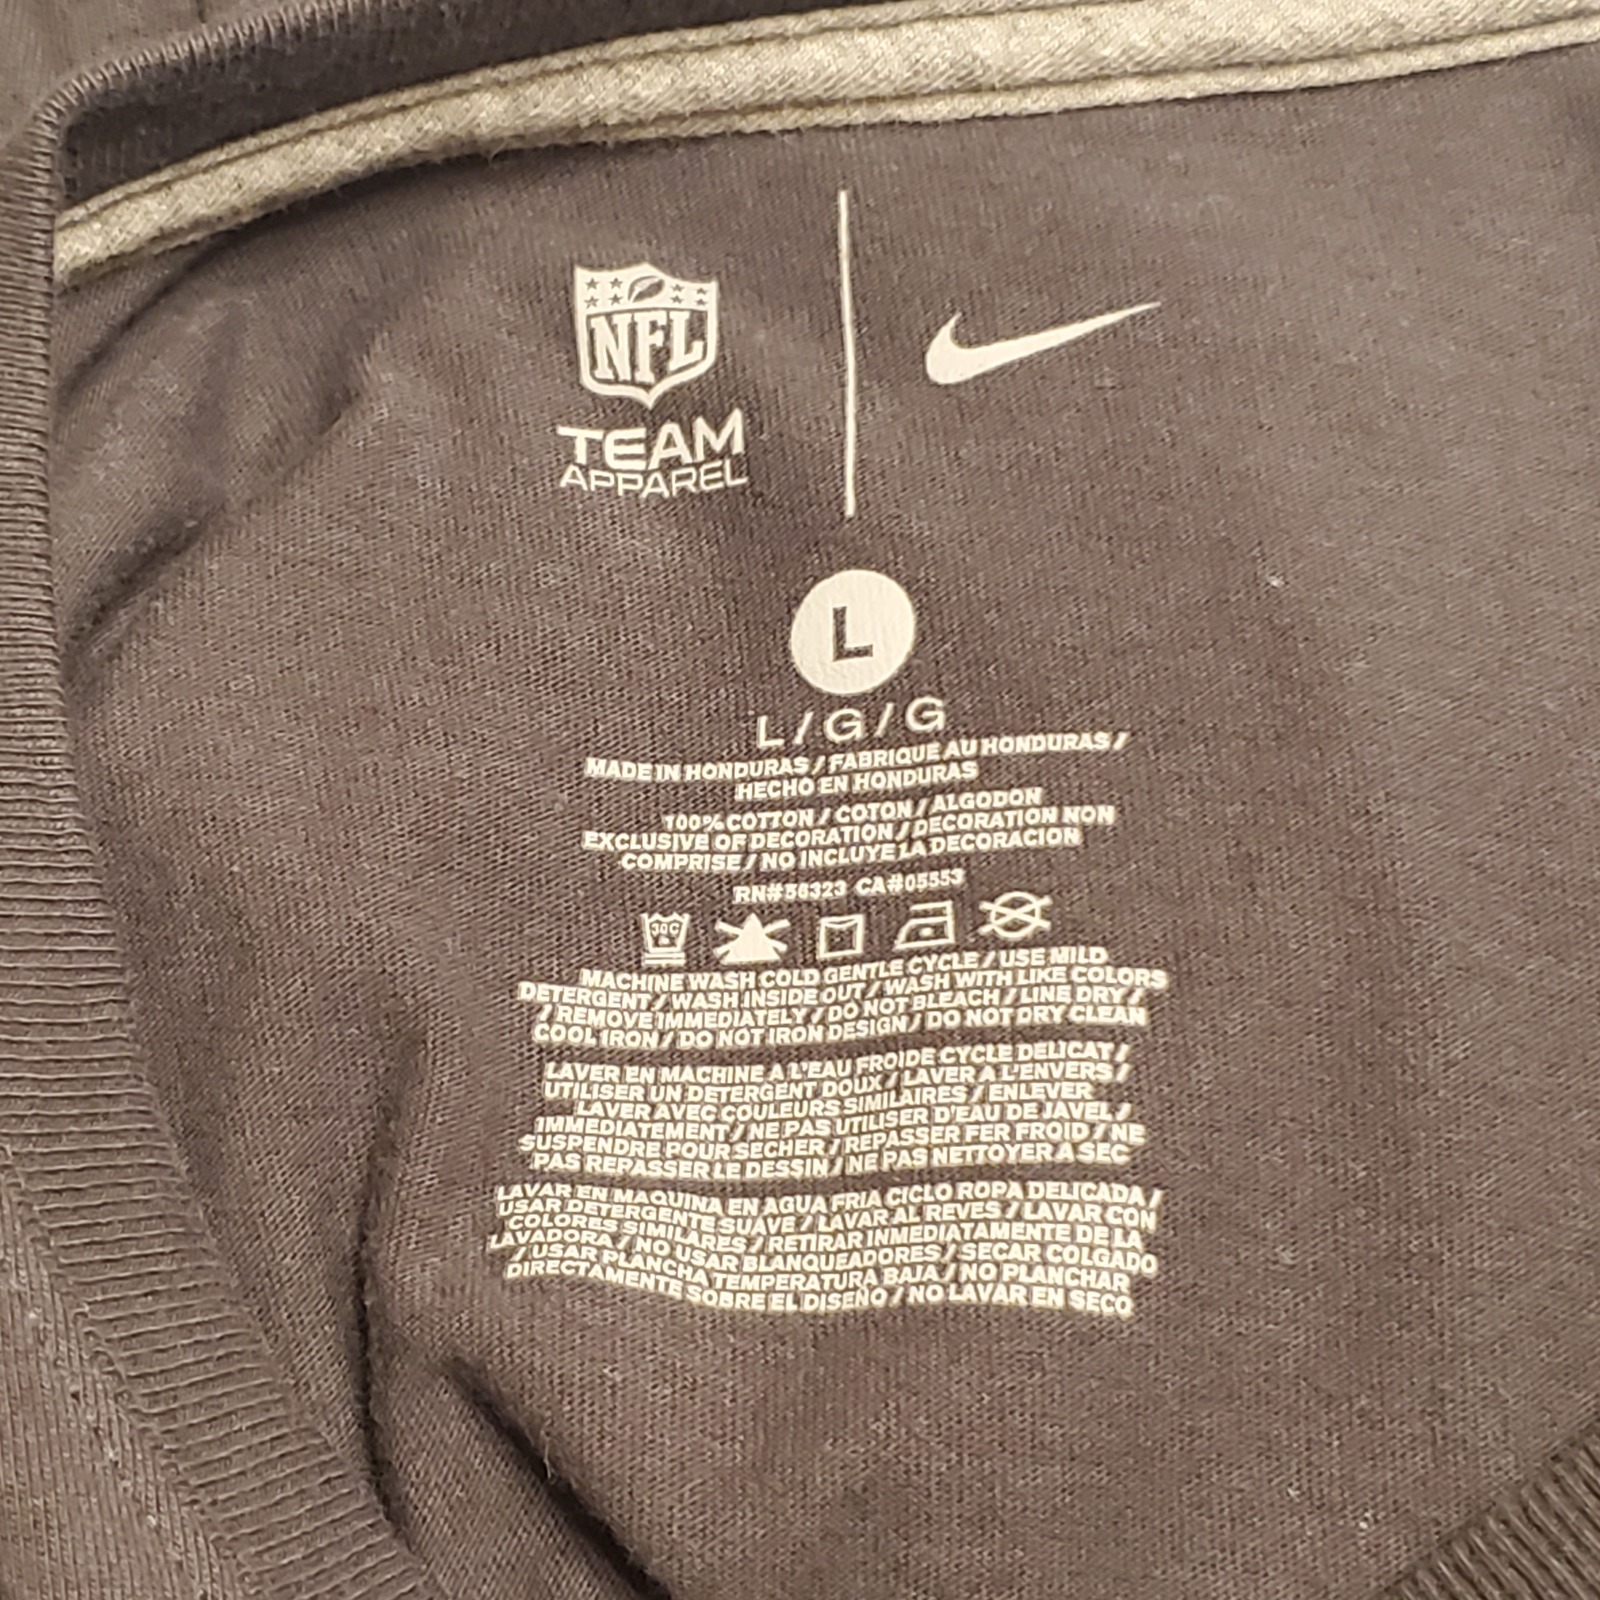 NFL
TEAM
APPAREL
L
L/G/G
MADE IN HONDURAS / FABRIQUE AU HONDURAS /
HECHO EN HONDURAS
100% COTTON / COTON / ALGODON
EXCLUSIVE OF DECORATION / DECORATION NON
COMPRISE / NO INCLUYE LA DECORACION
RN#56323 CA#05553
30C
MACHINE WASH COLD GENTLE CYCLE / USE MILD
DETERGENT / WASH INSIDE OUT / WASH WITH LIKE COLORS
/ REMOVE IMMEDIATELY / DO NOT BLEACH / LINE DRY /
COOL IRON / DO NOT IRON DESIGN / DO NOT DRY CLEAN
LAVER EN MACHINE A L'EAU FROIDE CYCLE DELICAT /
UTILISER UN DETERGENT DOUX / LAVER A L'ENVERS /
LAVER AVEC COULEURS SIMILAIRES / ENLEVER
IMMEDIATEMENT / NE PAS UTILISER D'EAU DE JAVEL /
SUSPENDRE POUR SECHER / REPASSER FER FROID / NE
PAS REPASSER LE DESSIN / NE PAS NETTOYER A SEC
LAVAR EN MAQUINA EN AGUA FRIA CICLO ROPA DELICADA /
USAR DETERGENTE SUAVE / LAVAR AL REVES / LAVAR CON
COLORES SIMILARES / RETIRAR INMEDIATAMENTE DE LA
LAVADORA / NO USAR BLANQUEADORES / SECAR COLGADO
/ USAR PLANCHA TEMPERATURA BAJA / NO PLANCHAR
DIRECTAMENTE SOBRE EL DISEÑO / NO LAVAR EN SECO